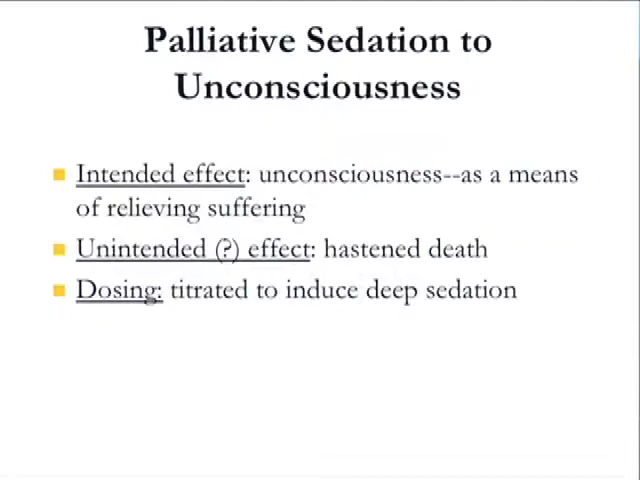 Palliative Sedation to
Unconsciousness
Intended effect: unconsciousness--as a means
of relieving suffering
Unintended (?) effect: hastened death
Dosing: titrated to induce deep sedation